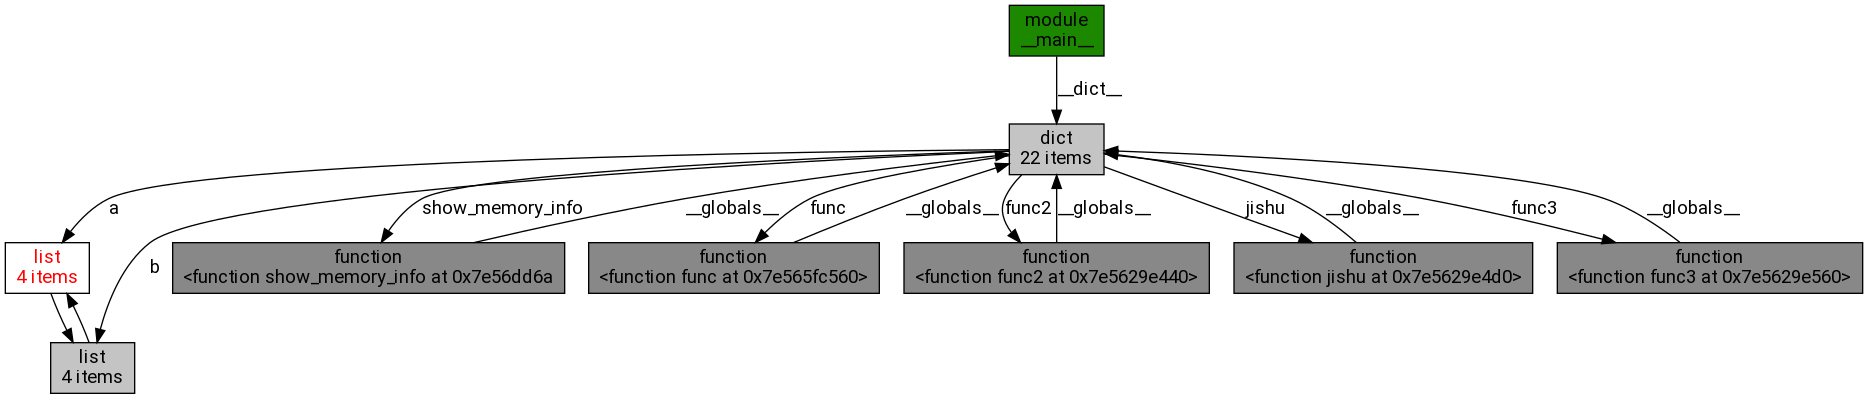 module
__main__
__dict__
dict
22 items
a
show_memory_info
__globals__
func
__globals__
func2
__globals__
jishu
__globals__
func3
__globals__
b
list
4 items
function
<function show_memory_info at 0x7e56dd6a
function
<function func at 0x7e565fc560>
function
<function func2 at 0x7e5629e440>
function
<function jishu at 0x7e5629e4d0>
function
<function func3 at 0x7e5629e560>
list
4 items